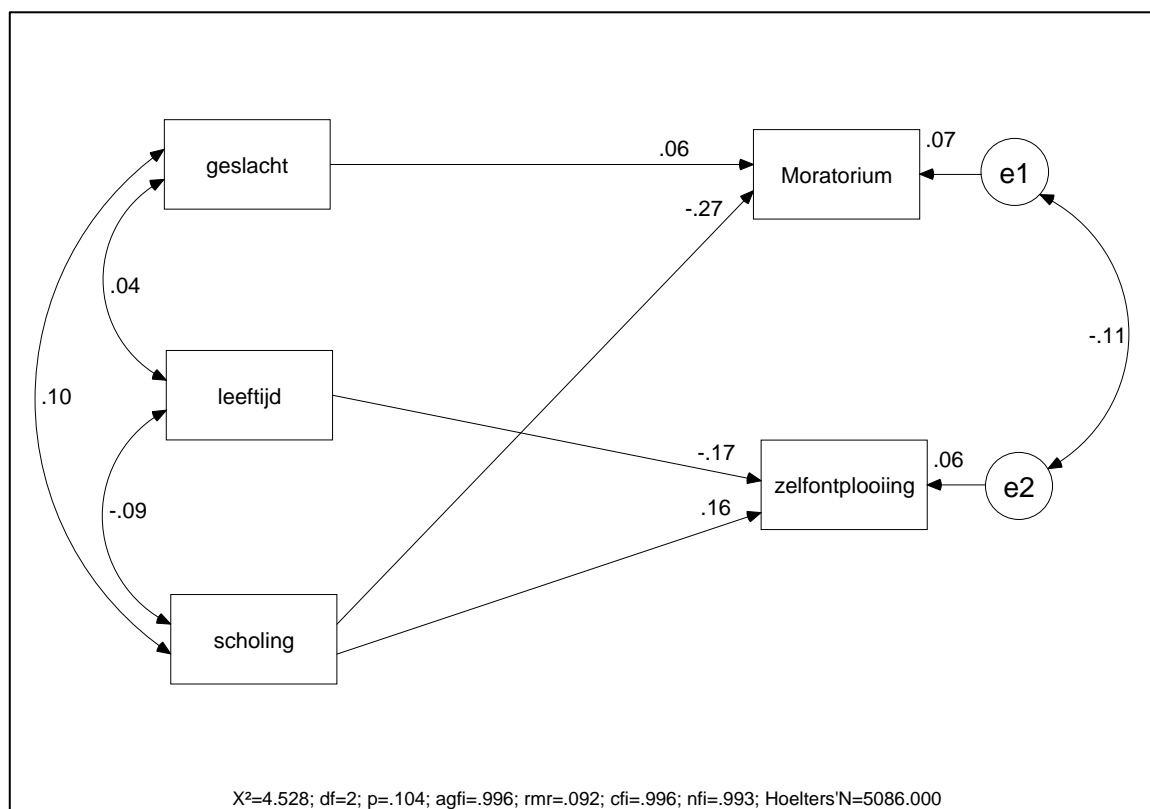 geslacht
.06
Moratorium
.07
e1
-.27
.04
-.11
leeftijd
.10
-.17
zelfontplooiing
.06
e2
-.09
.16
scholing
X²=4.528; df=2; p=.104; agfi=.996; rmr=.092; cfi=.996; nfi=.993; Hoelters'N=5086.000